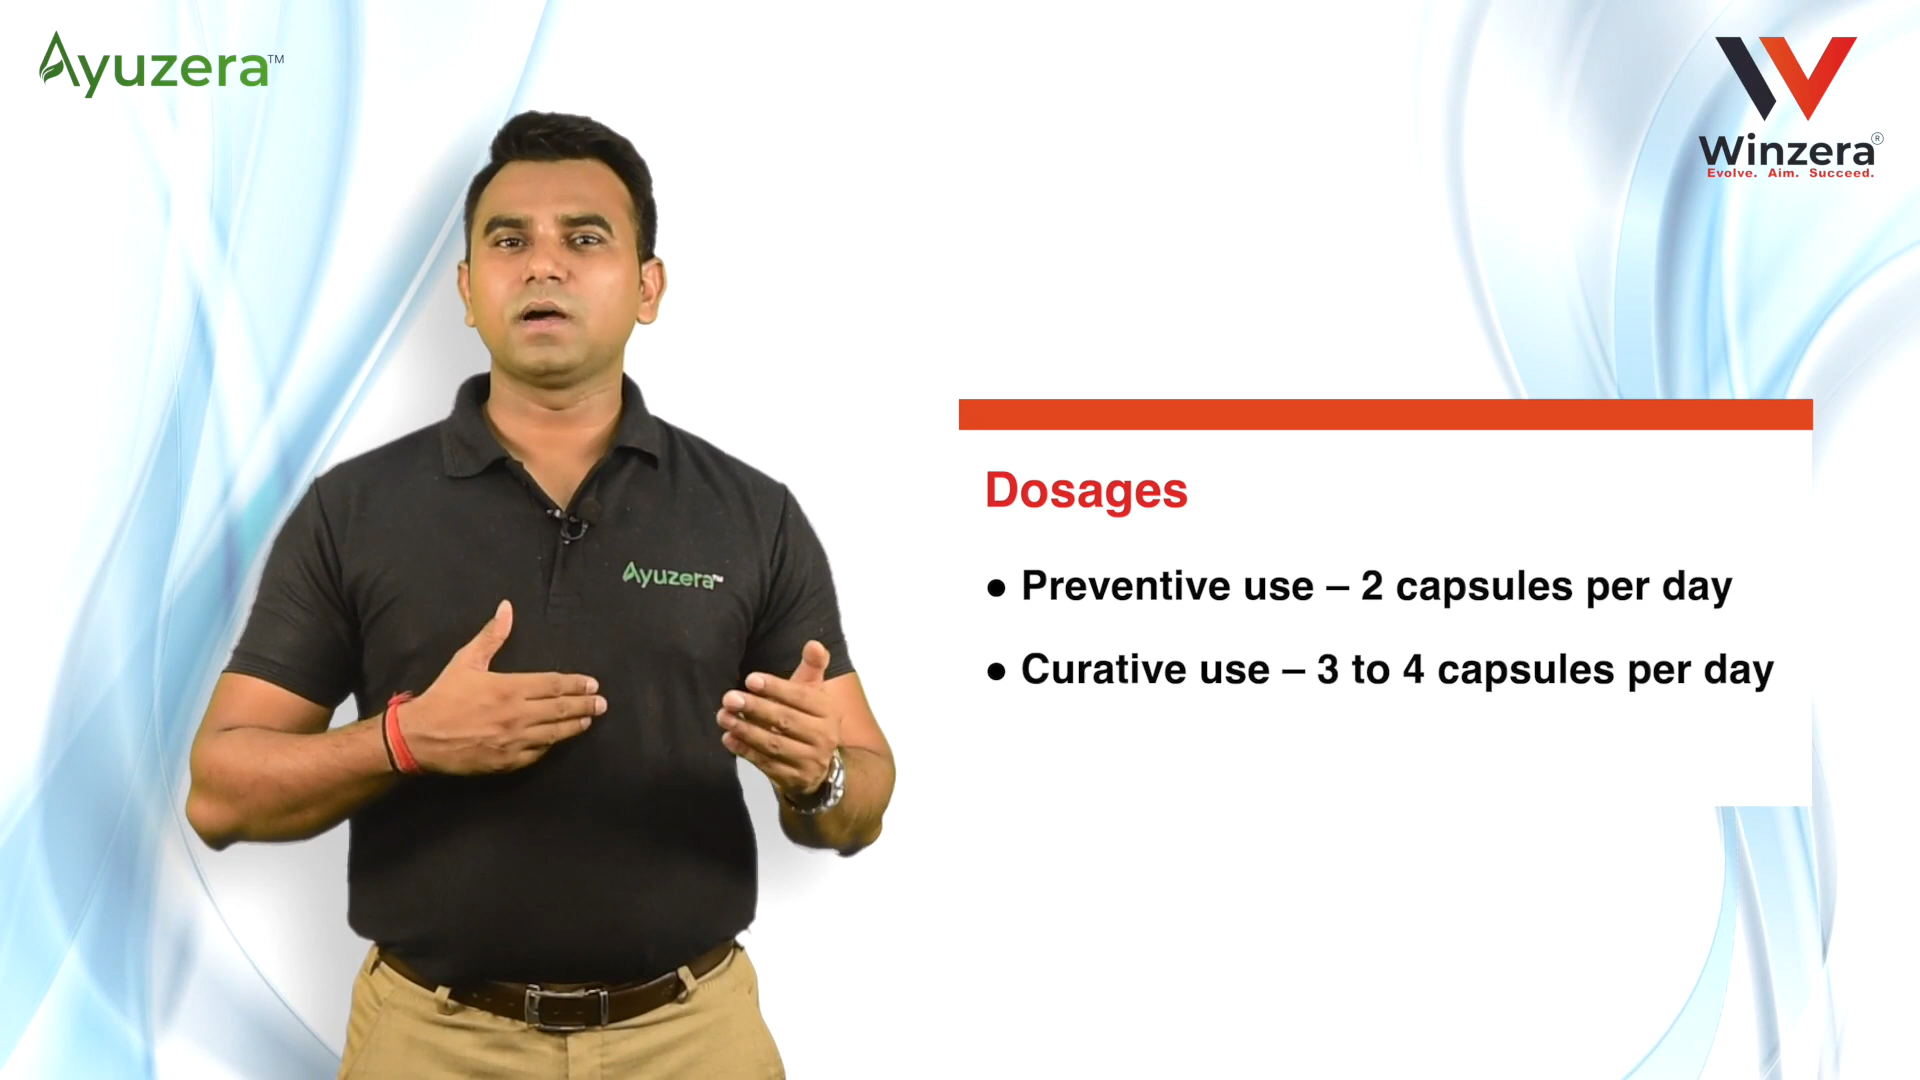 Ayuzera™
Winzera®
Evolve. Aim. Succeed.
Ayuzera™
Dosages
● Preventive use – 2 capsules per day
● Curative use – 3 to 4 capsules per day